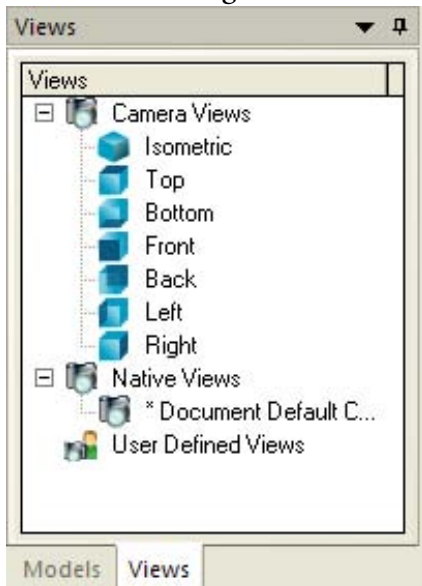 Views
Views
Camera Views
Isometric
Top
Bottom
Front
Back
Left
Right
Native Views
* Document Default C...
User Defined Views
Models Views